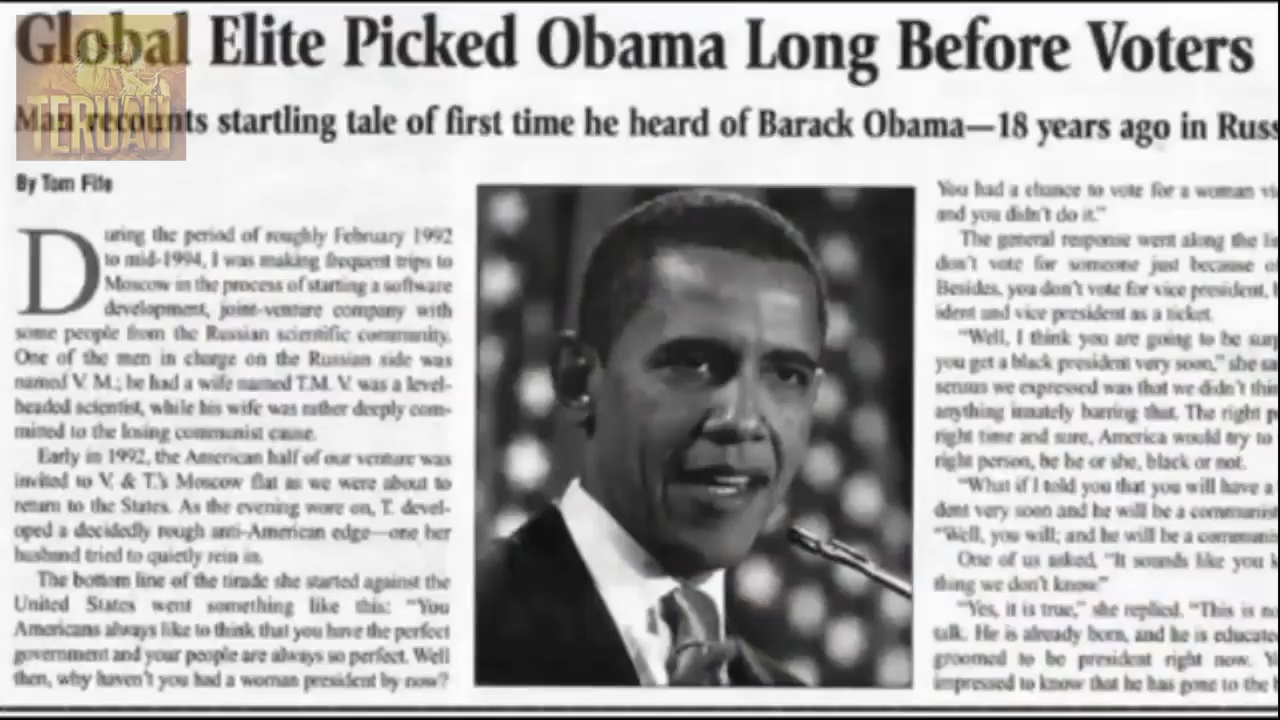 Global Elite Picked Obama Long Before Voters
TERUAH
Man recounts startling tale of first time he heard of Barack Obama—18 years ago in Russ
By Tom Fife
During the period of roughly February 1992
to mid-1994, I was making frequent trips to
Moscow in the process of starting a software
development, joint-venture company with
some people from the Russian scientific community.
One of the men in charge on the Russian side was
named V. M.; he had a wife named T.M. V. was a level-
headed scientist, while his wife was rather deeply com-
mitted to the losing communist cause.
Early in 1992, the American half of our venture was
invited to V. & T.'s Moscow flat as we were about to
return to the States. As the evening wore on, T. devel-
oped a decidedly rough anti-American edge—one her
husband tried to quietly rein in.
The bottom line of the tirade she started against the
United States went something like this: “You
Americans always like to think that you have the perfect
government and your people are always so perfect. Well
then, why haven't you had a woman president by now?
You had a chance to vote for a woman vi
and you didn't do it.”
The general response went along the li
don't vote for someone just because o
Besides, you don't vote for vice president,
ident and vice president as a ticket.
“Well, I think you are going to be sur
you get a black president very soon,” she sa
sensus we expressed was that we didn't thin
anything innately barring that. The right p
right time and sure, America would try to
right person, be he or she, black or not.
“What if I told you that you will have a
dent very soon and he will be a communist
“Well, you will; and he will be a communis
One of us asked, “It sounds like you k
thing we don't know.”
“Yes, it is true,” she replied. “This is no
talk. He is already born, and he is educate
groomed to be president right now. Y
impressed to know that he has gone to the